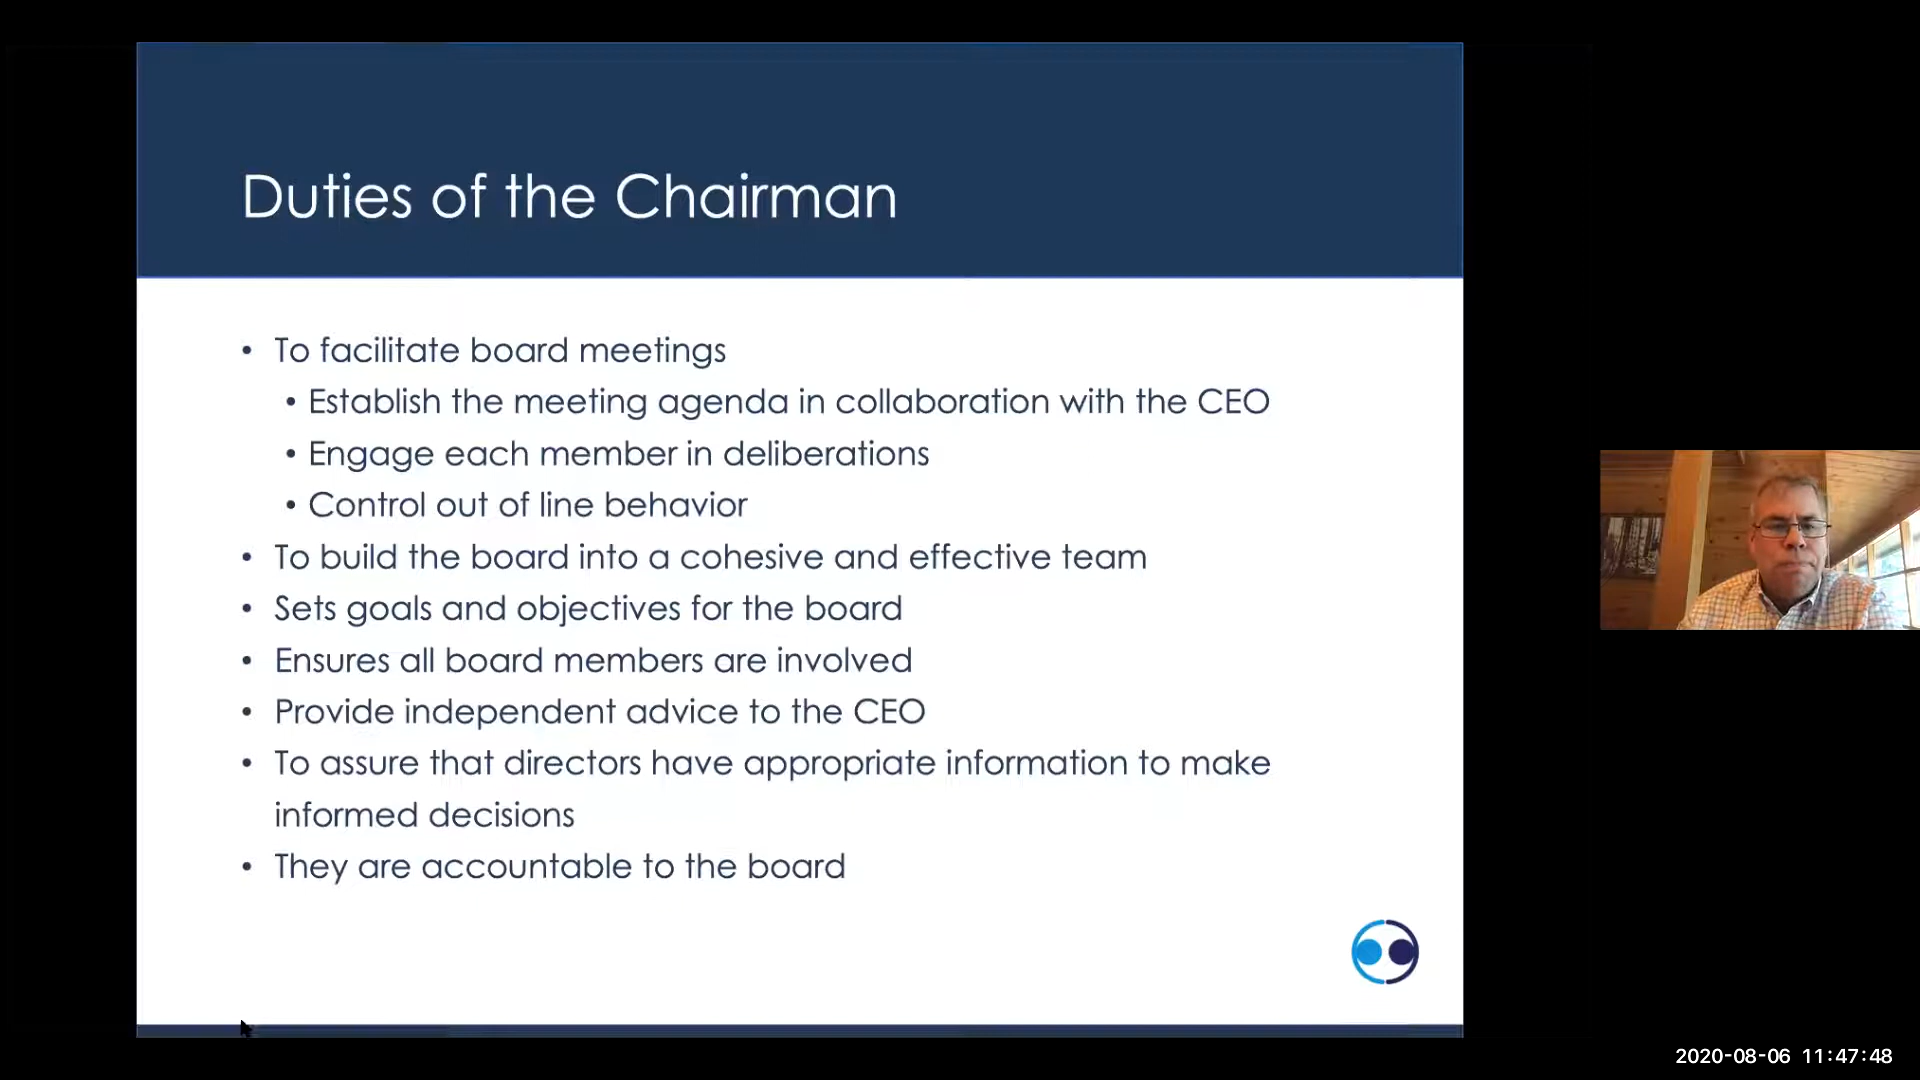 Duties of the Chairman
• To facilitate board meetings
• Establish the meeting agenda in collaboration with the CEO
• Engage each member in deliberations
• Control out of line behavior
• To build the board into a cohesive and effective team
• Sets goals and objectives for the board
• Ensures all board members are involved
• Provide independent advice to the CEO
• To assure that directors have appropriate information to make
informed decisions
• They are accountable to the board
2020-08-06 11:47:48